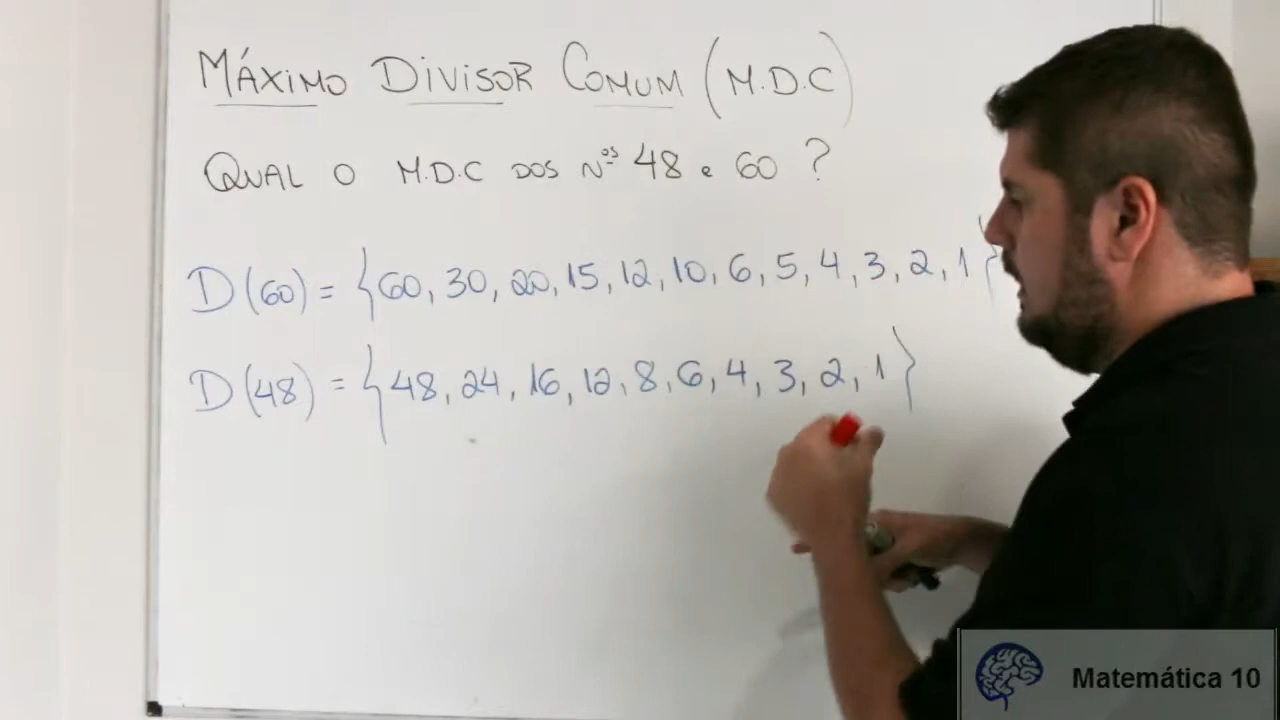 MÁXIMO DIVISOR COMUM (M.D.C)
QUAL O M.D.C DOS Nºs 48 e 60 ?
D(60) = {60, 30, 20, 15, 12, 10, 6, 5, 4, 3, 2, 1}
D(48) = {48, 24, 16, 12, 8, 6, 4, 3, 2, 1}
Matemática 10